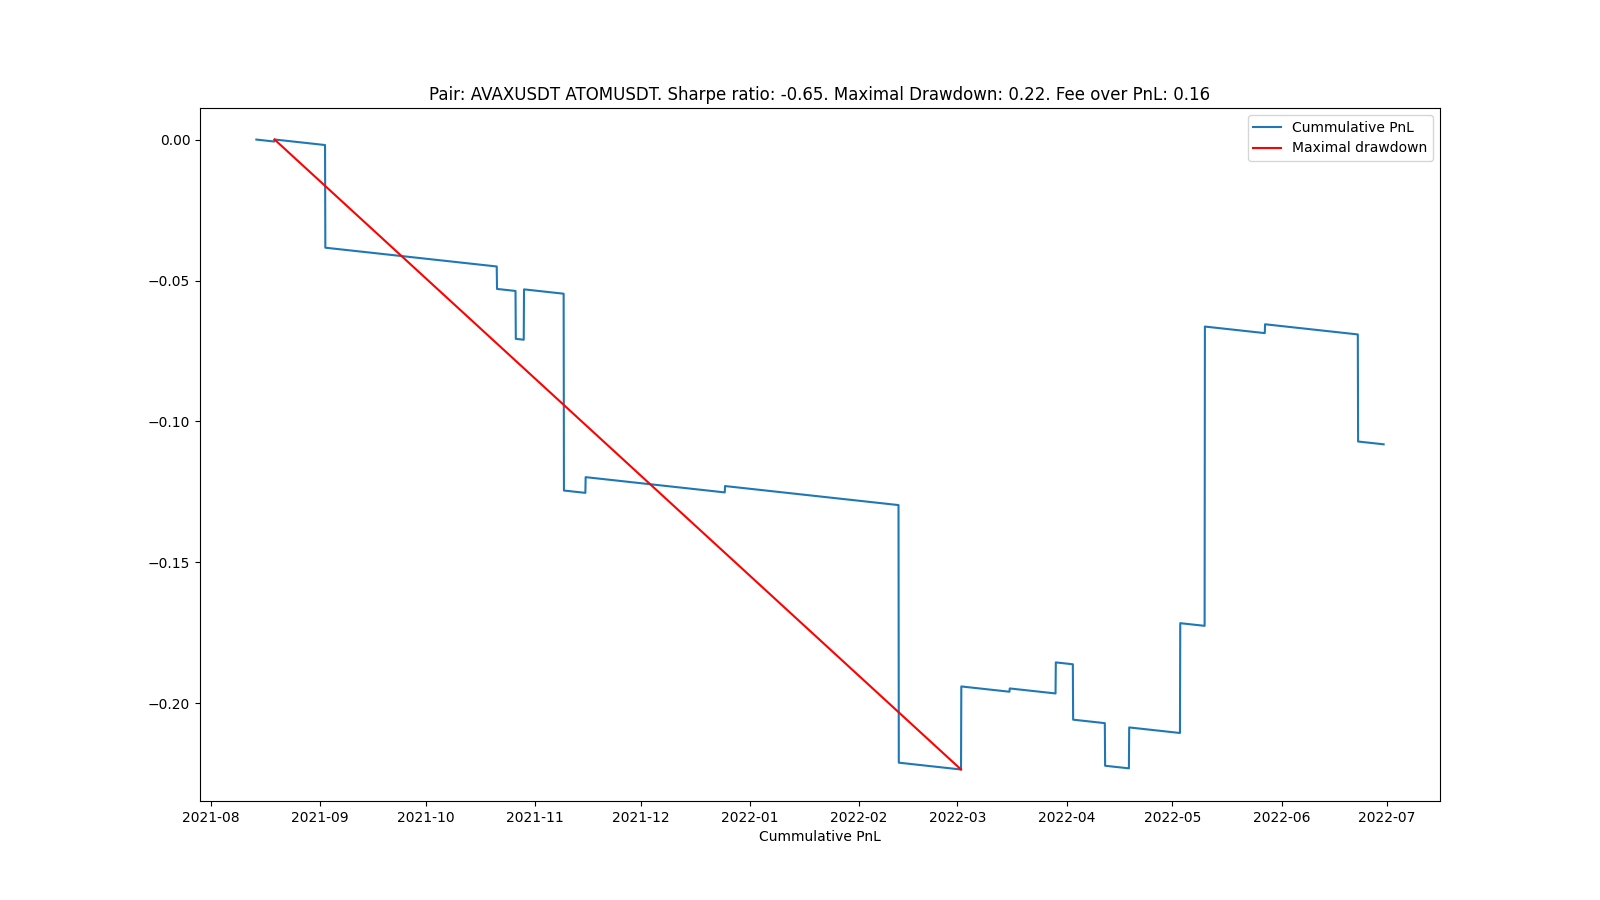 Pair: AVAXUSDT ATOMUSDT. Sharpe ratio: -0.65. Maximal Drawdown: 0.22. Fee over PnL: 0.16
Cummulative PnL
Maximal drawdown
0.00
−0.05
−0.10
−0.15
−0.20
2021-08 2021-09 2021-10 2021-11 2021-12 2022-01 2022-02 2022-03 2022-04 2022-05 2022-06 2022-07
Cummulative PnL